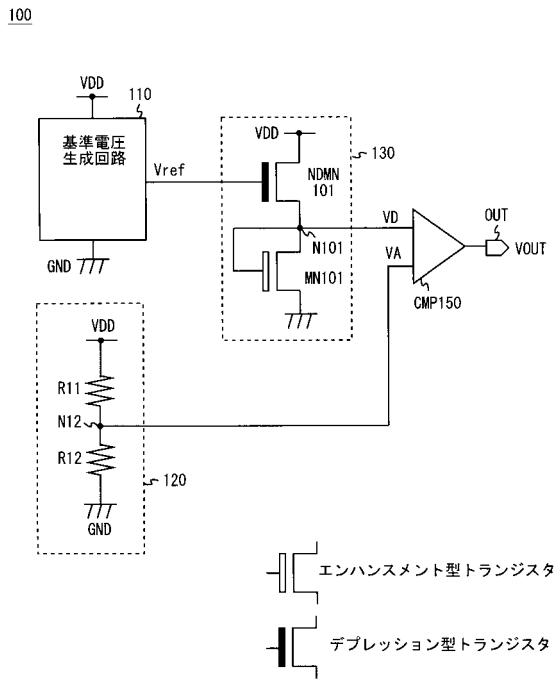 100
VDD
110
基準電圧
生成回路
Vref
GND
130
VDD
NDMN
101
N101
MN101
VD
VA
OUT
VOUT
CMP150
VDD
R11
N12
R12
GND
120
エンハンスメント型トランジスタ
デプレッション型トランジスタ